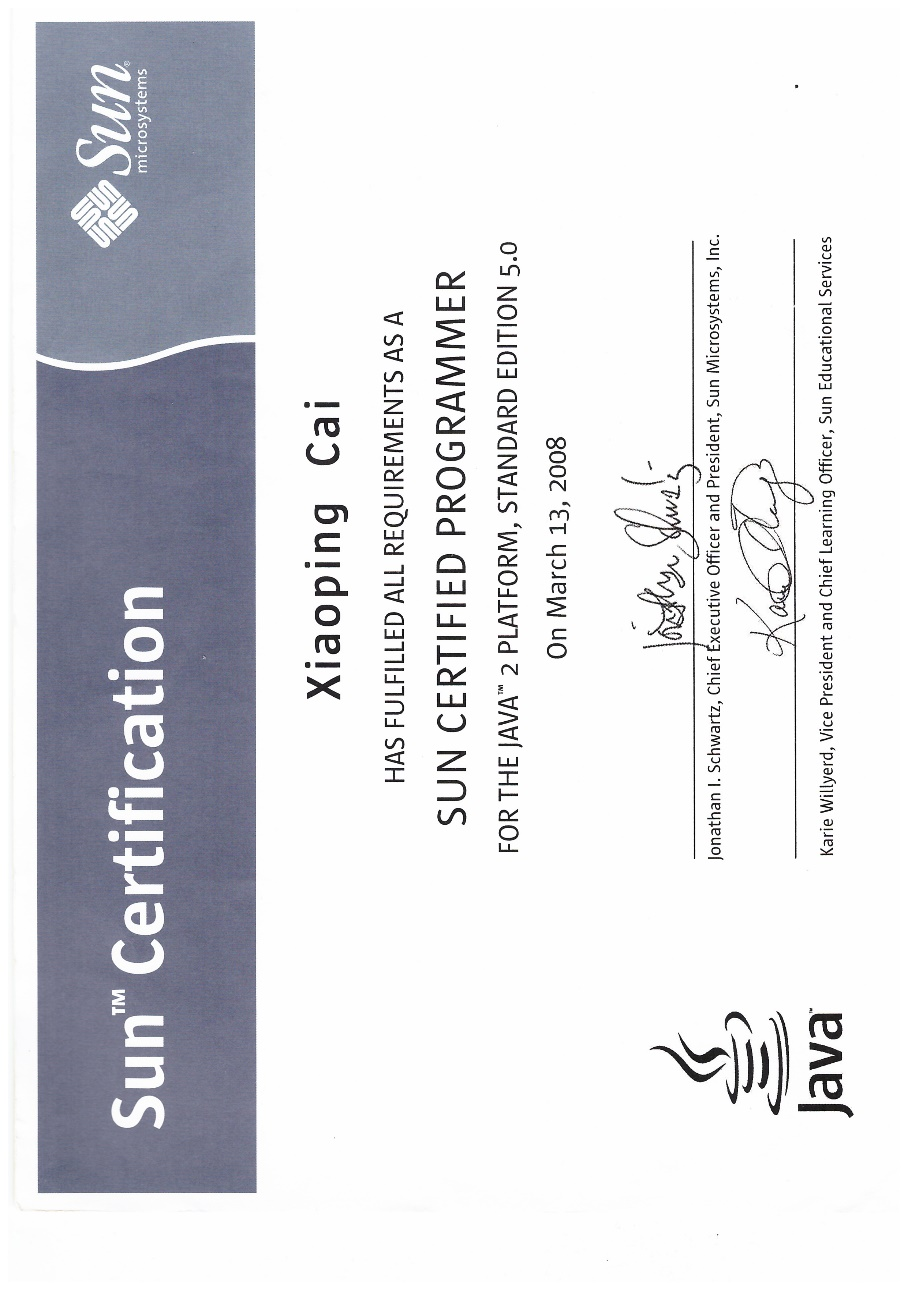 Sun™ Certification
Sun®
microsystems
Xiaoping Cai
HAS FULFILLED ALL REQUIREMENTS AS A
SUN CERTIFIED PROGRAMMER
FOR THE JAVA™ 2 PLATFORM, STANDARD EDITION 5.0
On March 13, 2008
Jonathan I. Schwartz, Chief Executive Officer and President, Sun Microsystems, Inc.
Karie Willyerd, Vice President and Chief Learning Officer, Sun Educational Services
Java™